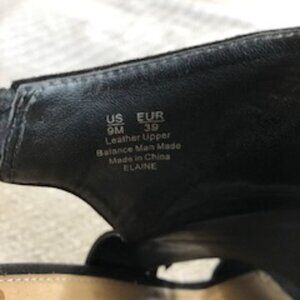 US EUR
9M 39
Leather Upper
Balance Man Made
Made in China
ELAINE